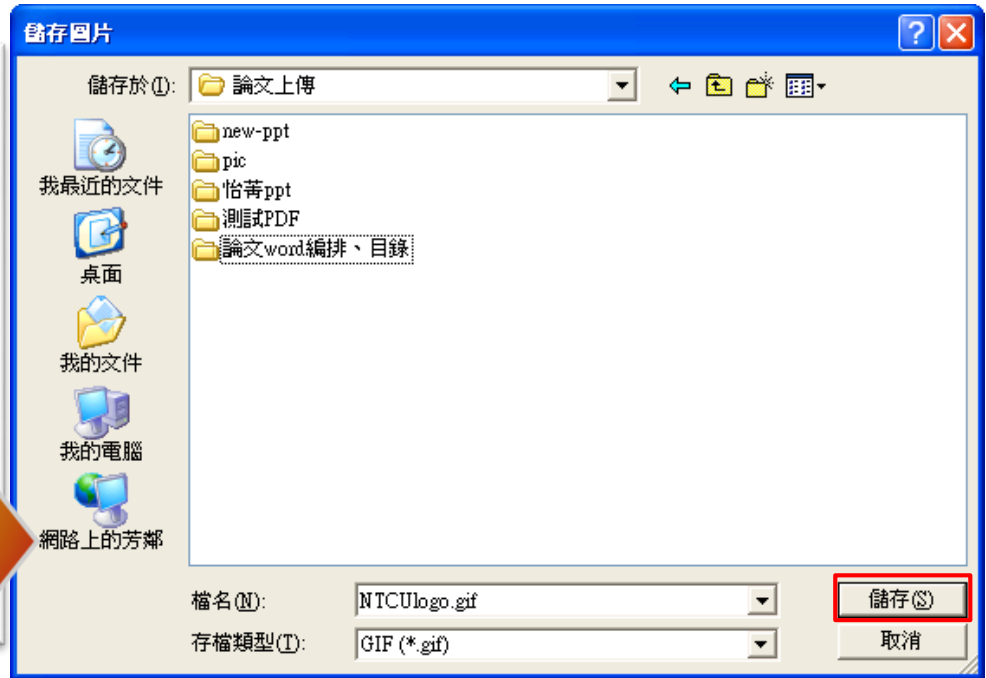 儲存圖片
儲存於(I): 論文上傳
new-ppt
pic
怡菁ppt
測試PDF
論文word編排、目錄
我最近的文件
桌面
我的文件
我的電腦
網路上的芳鄰
檔名(N): NTCUlogo.gif 儲存(S)
存檔類型(T): GIF (*.gif) 取消